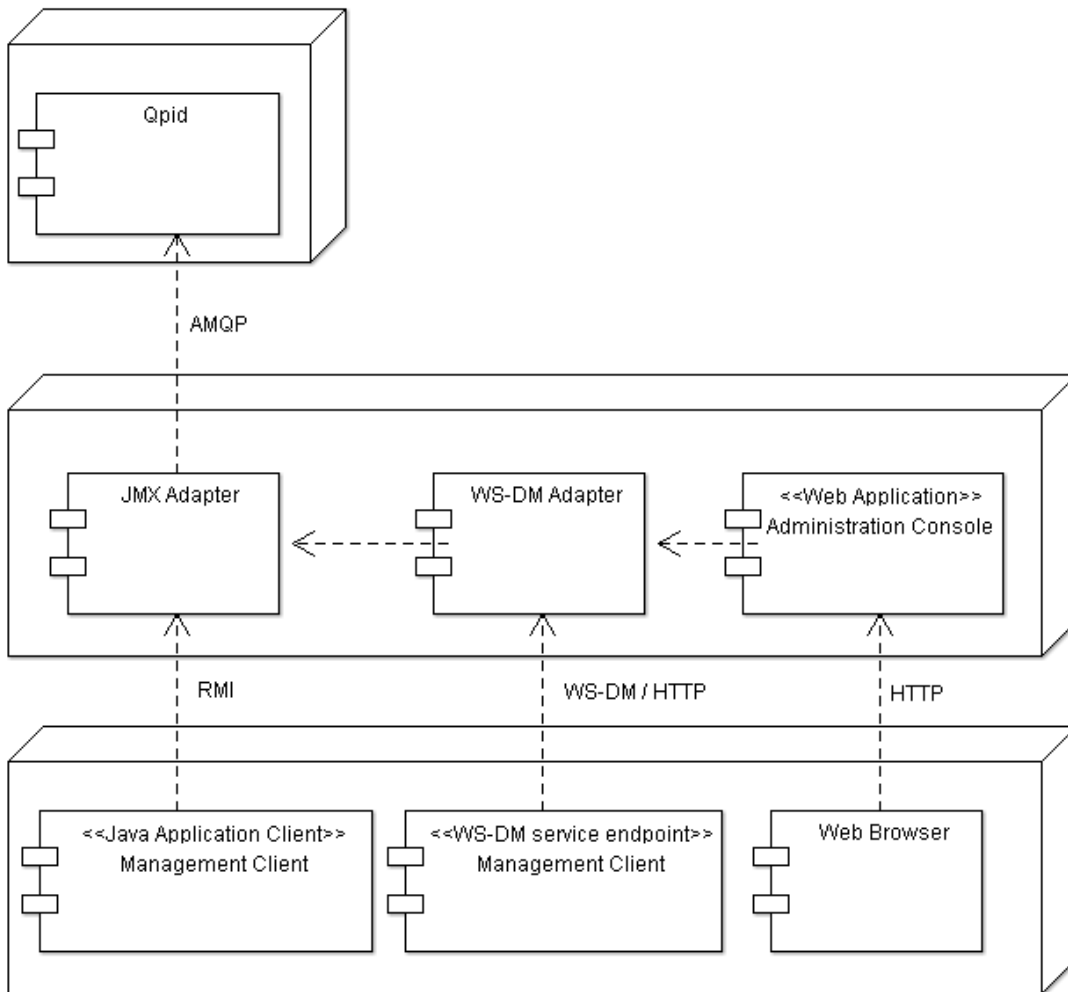 Qpid
AMQP
JMX Adapter
WS-DM Adapter
<<Web Application>>
Administration Console
RMI
WS-DM / HTTP
HTTP
<<Java Application Client>>
Management Client
<<WS-DM service endpoint>>
Management Client
Web Browser